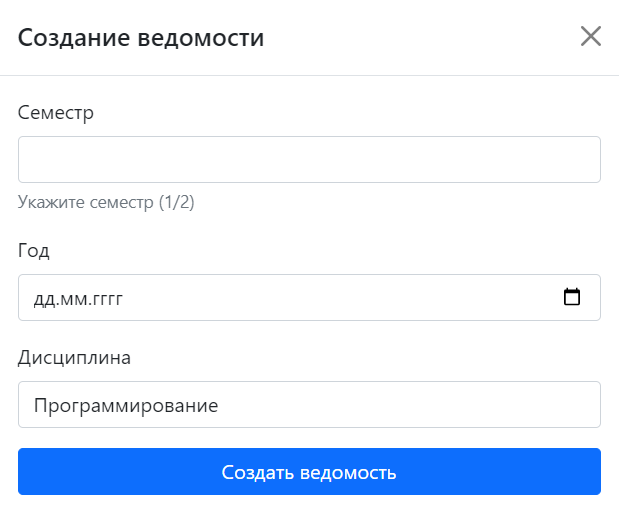 Создание ведомости
Семестр
Укажите семестр (1/2)
Год
дд.мм.гггг
Дисциплина
Программирование
Создать ведомость